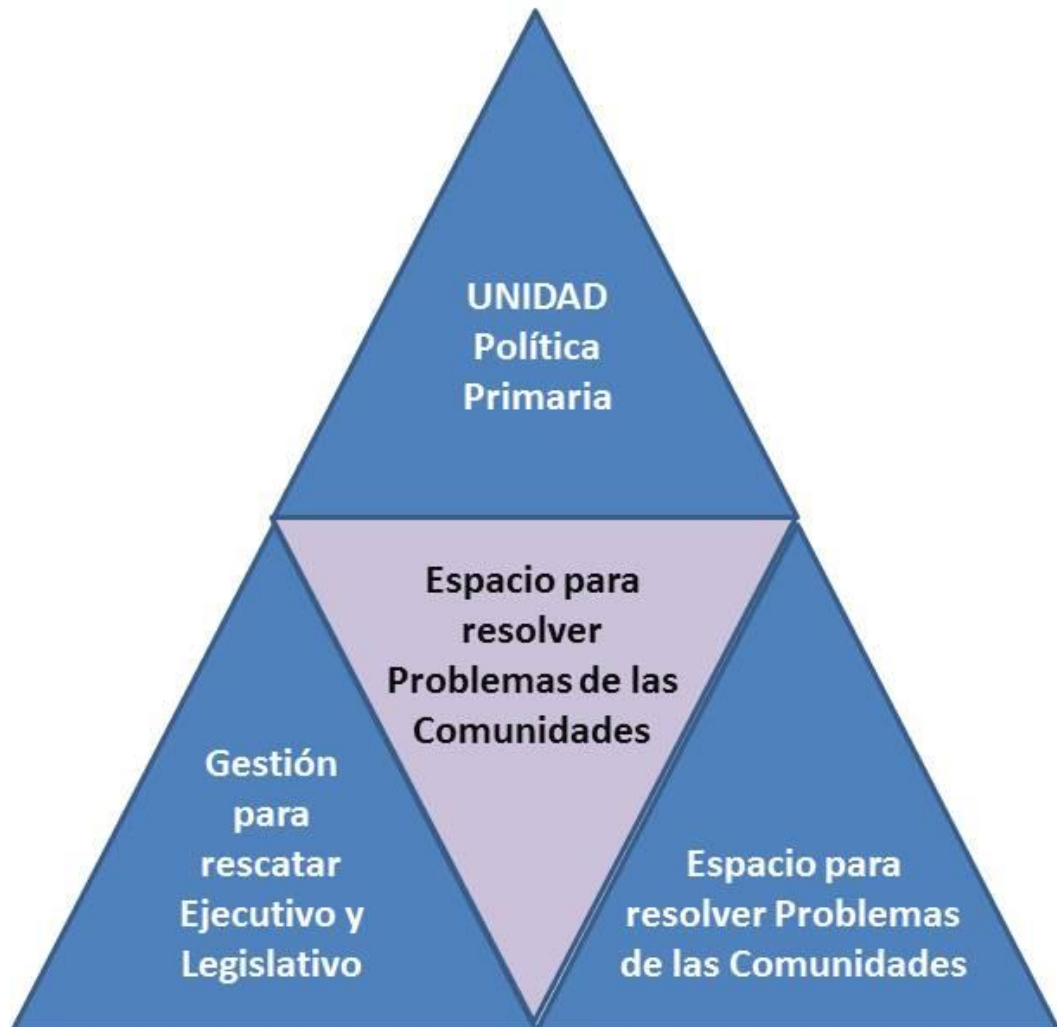 UNIDAD
Política
Primaria
Espacio para
resolver
Problemas de las
Comunidades
Gestión
para
rescatar
Ejecutivo y
Legislativo
Espacio para
resolver Problemas
de las Comunidades